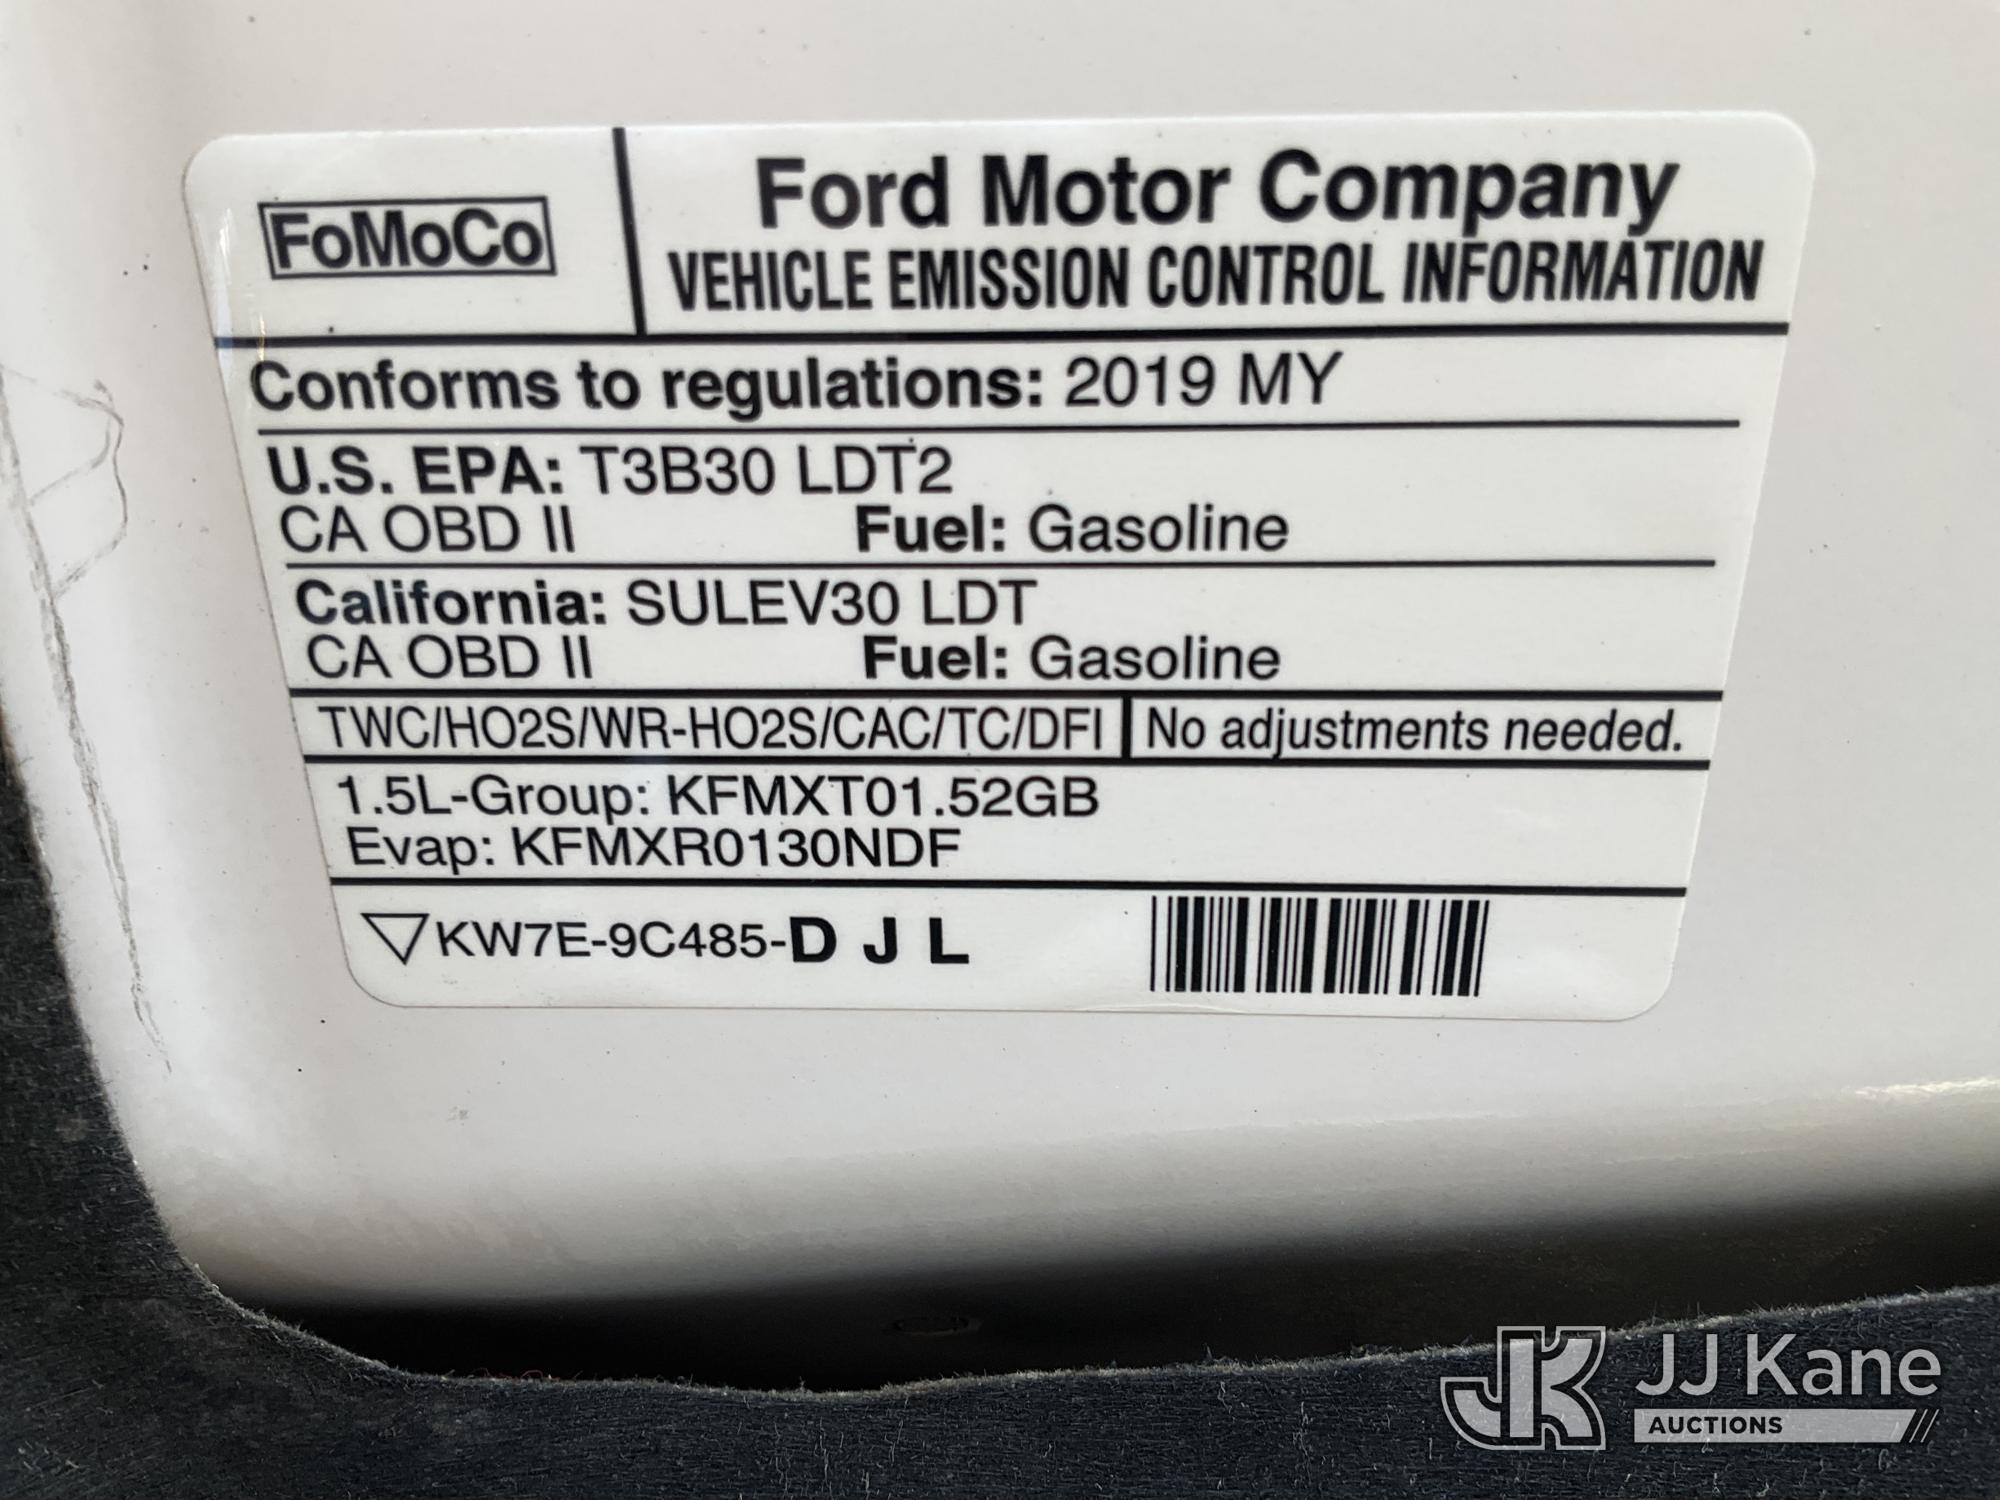 FoMoCo
Ford Motor Company
VEHICLE EMISSION CONTROL INFORMATION
Conforms to regulations: 2019 MY
U.S. EPA: T3B30 LDT2
CA OBD II Fuel: Gasoline
California: SULEV30 LDT
CA OBD II Fuel: Gasoline
TWC/HO2S/WR-HO2S/CAC/TC/DFI No adjustments needed.
1.5L-Group: KFMXT01.52GB
Evap: KFMXR0130NDF
KW7E-9C485-D J L
JK JJ Kane
AUCTIONS